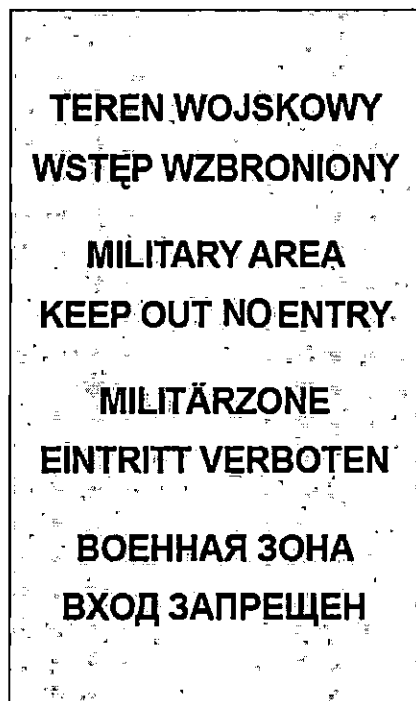 TEREN WOJSKOWY
WSTĘP WZBRONIONY
MILITARY AREA
KEEP OUT NO ENTRY
MILITÄRZONE
EINTRITT VERBOTEN
ВОЕННАЯ ЗОНА
ВХОД ЗАПРЕЩЕН